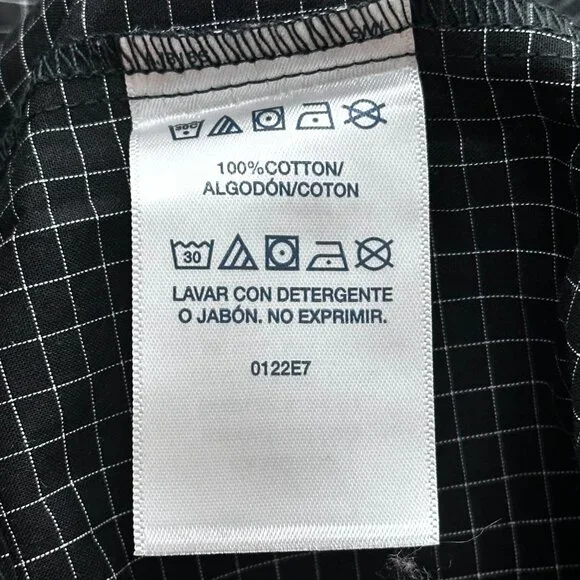 100%COTTON/
ALGODÓN/COTON
30
LAVAR CON DETERGENTE
O JABÓN. NO EXPRIMIR.
0122E7